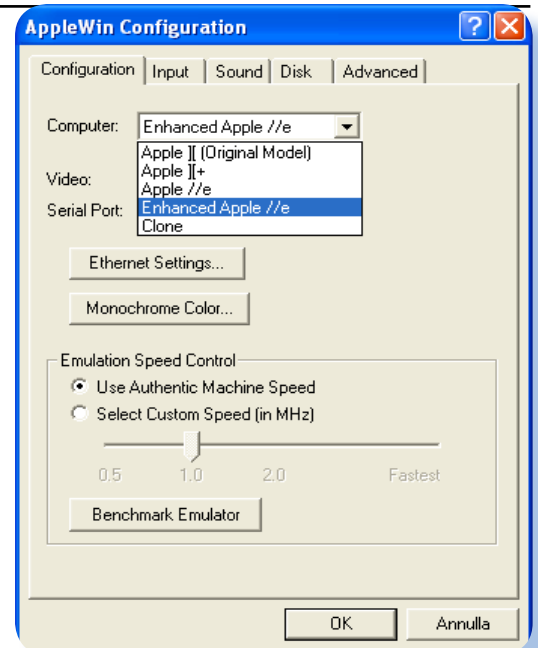 AppleWin Configuration
Configuration Input Sound Disk Advanced
Computer: Enhanced Apple //e
Apple ][ (Original Model)
Apple ][+
Video:
Apple //e
Serial Port: Enhanced Apple //e
Clone
Ethernet Settings...
Monochrome Color...
Emulation Speed Control
Use Authentic Machine Speed
Select Custom Speed (in MHz)
0.5 1.0 2.0 Fastest
Benchmark Emulator
OK Annulla